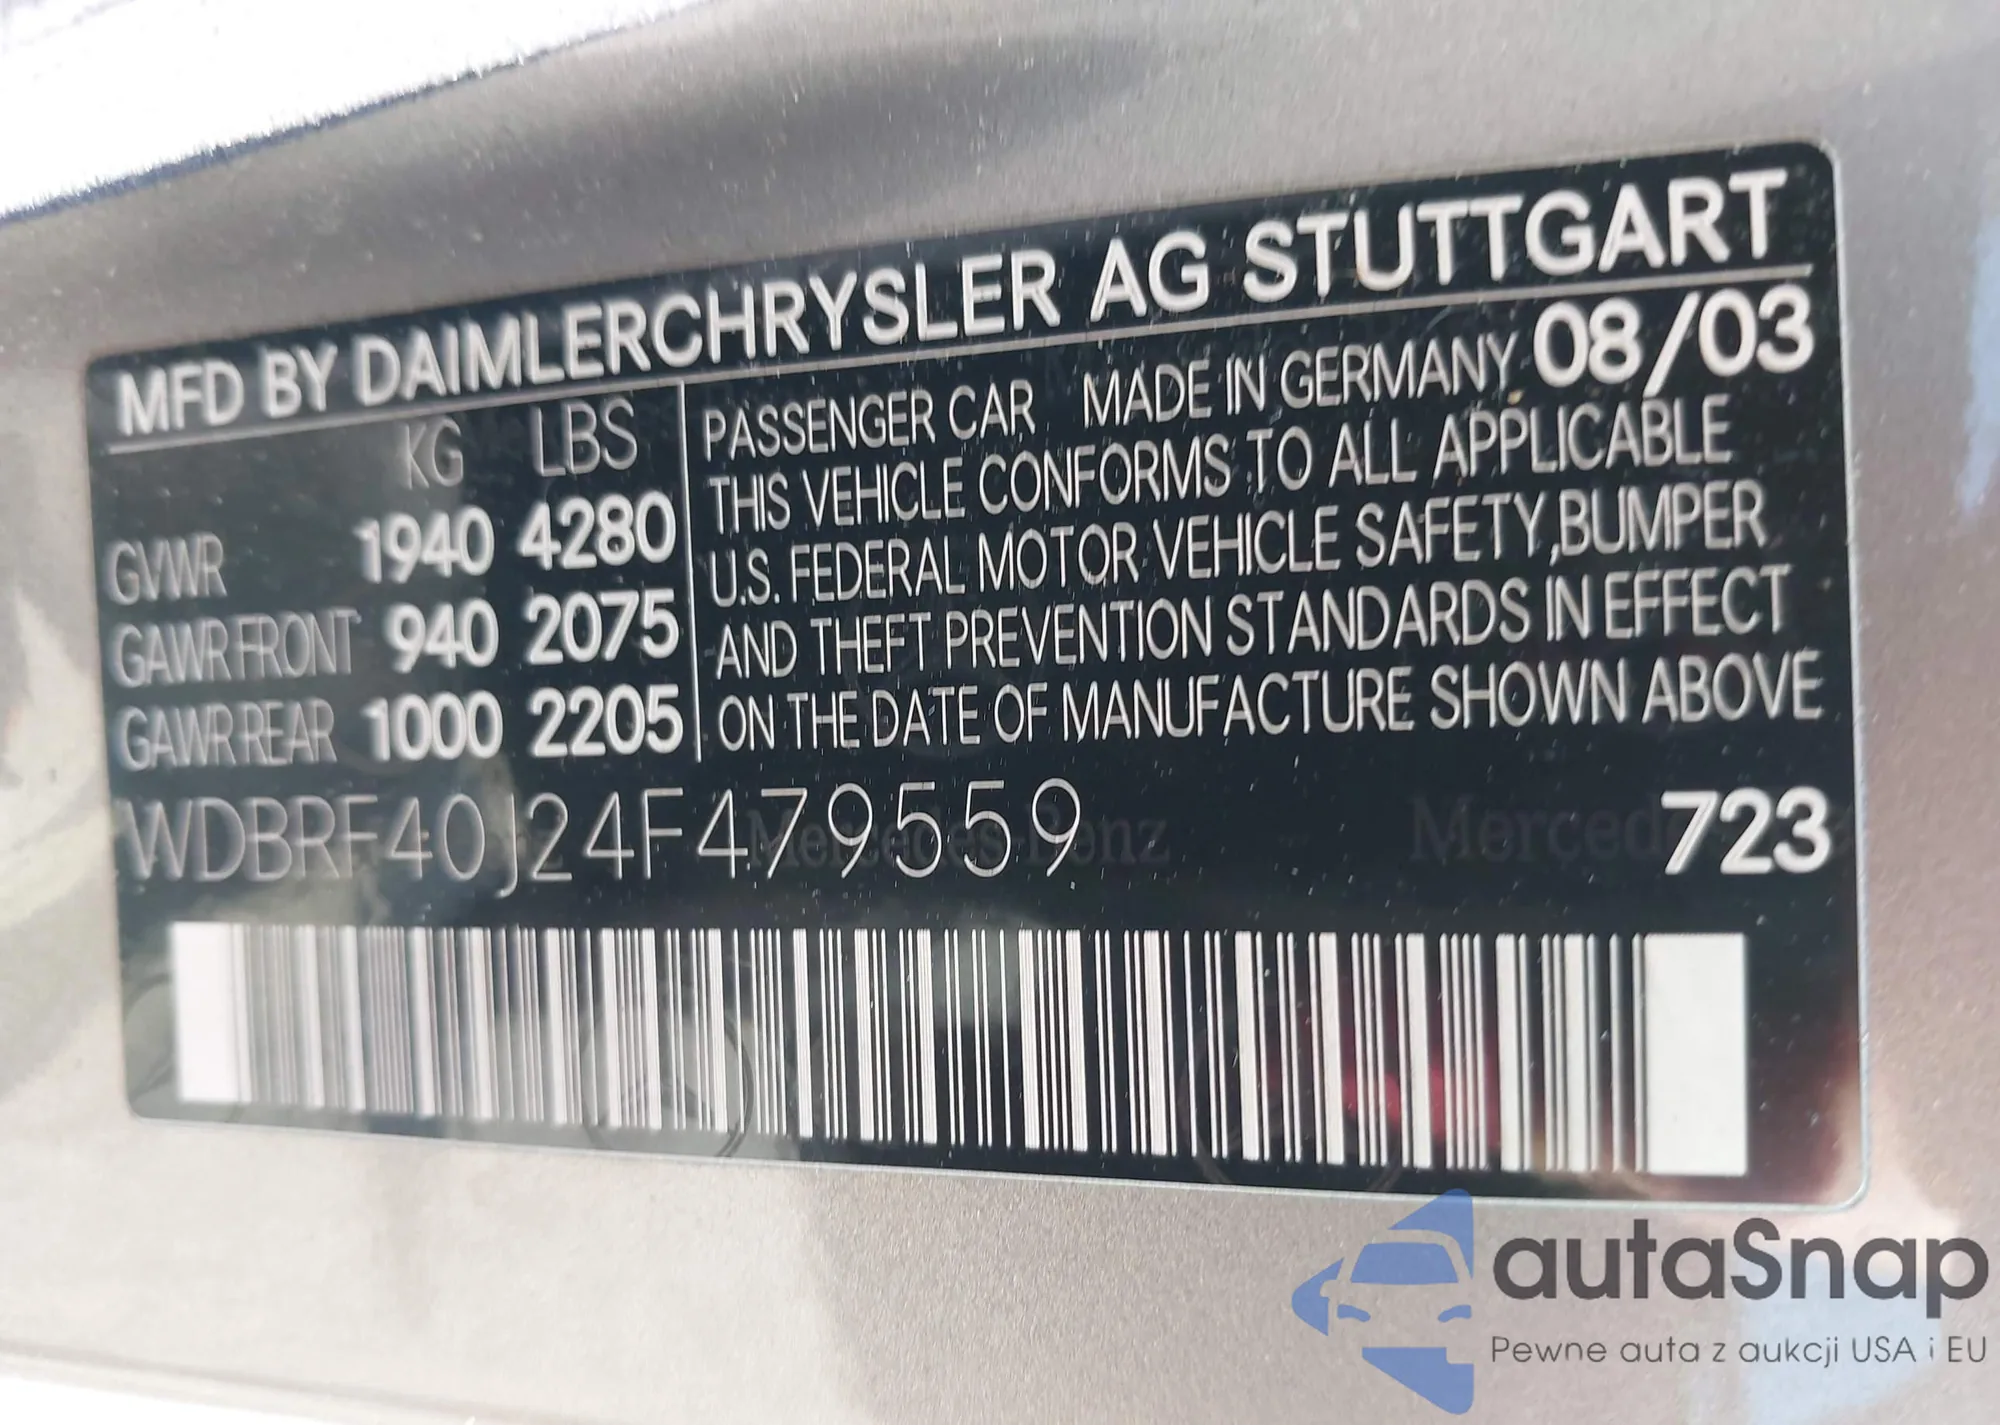 MFD BY DAIMLERCHRYSLER AG STUTTGART
KG LBS
GVWR 1940 4280
GAWR FRONT 940 2075
GAWR REAR 1000 2205
PASSENGER CAR MADE IN GERMANY 08/03
THIS VEHICLE CONFORMS TO ALL APPLICABLE
U.S. FEDERAL MOTOR VEHICLE SAFETY,BUMPER
AND THEFT PREVENTION STANDARDS IN EFFECT
ON THE DATE OF MANUFACTURE SHOWN ABOVE
WDBRF40J24F479559 723
Mercedes-Benz
autaSnap
Pewne auta z aukcji USA i EU